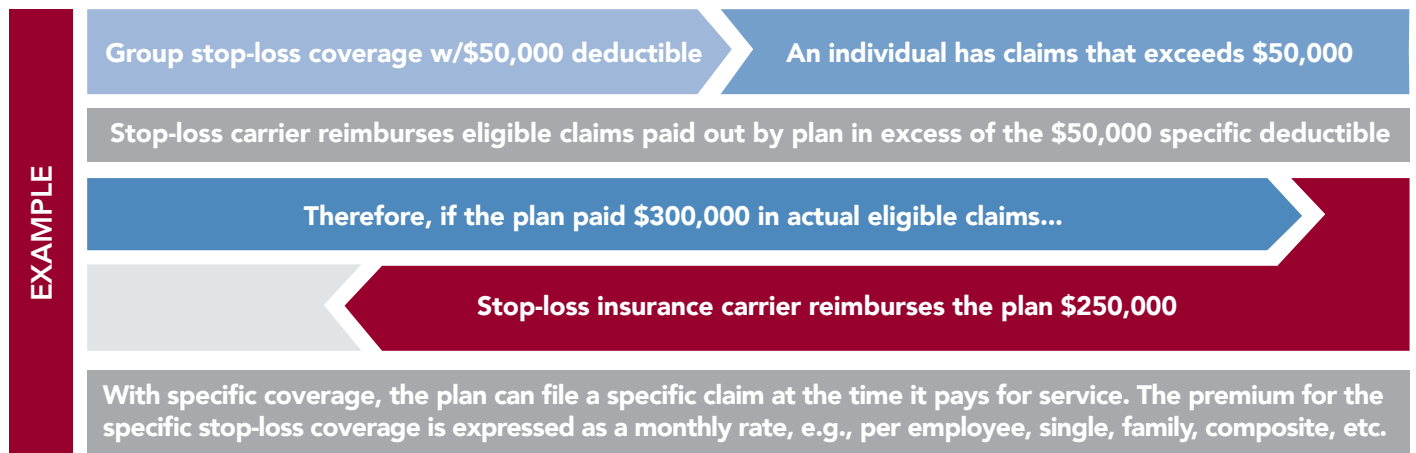 EXAMPLE
Group stop-loss coverage w/$50,000 deductible
An individual has claims that exceeds $50,000
Stop-loss carrier reimburses eligible claims paid out by plan in excess of the $50,000 specific deductible
Therefore, if the plan paid $300,000 in actual eligible claims...
Stop-loss insurance carrier reimburses the plan $250,000
With specific coverage, the plan can file a specific claim at the time it pays for service. The premium for the
specific stop-loss coverage is expressed as a monthly rate, e.g., per employee, single, family, composite, etc.